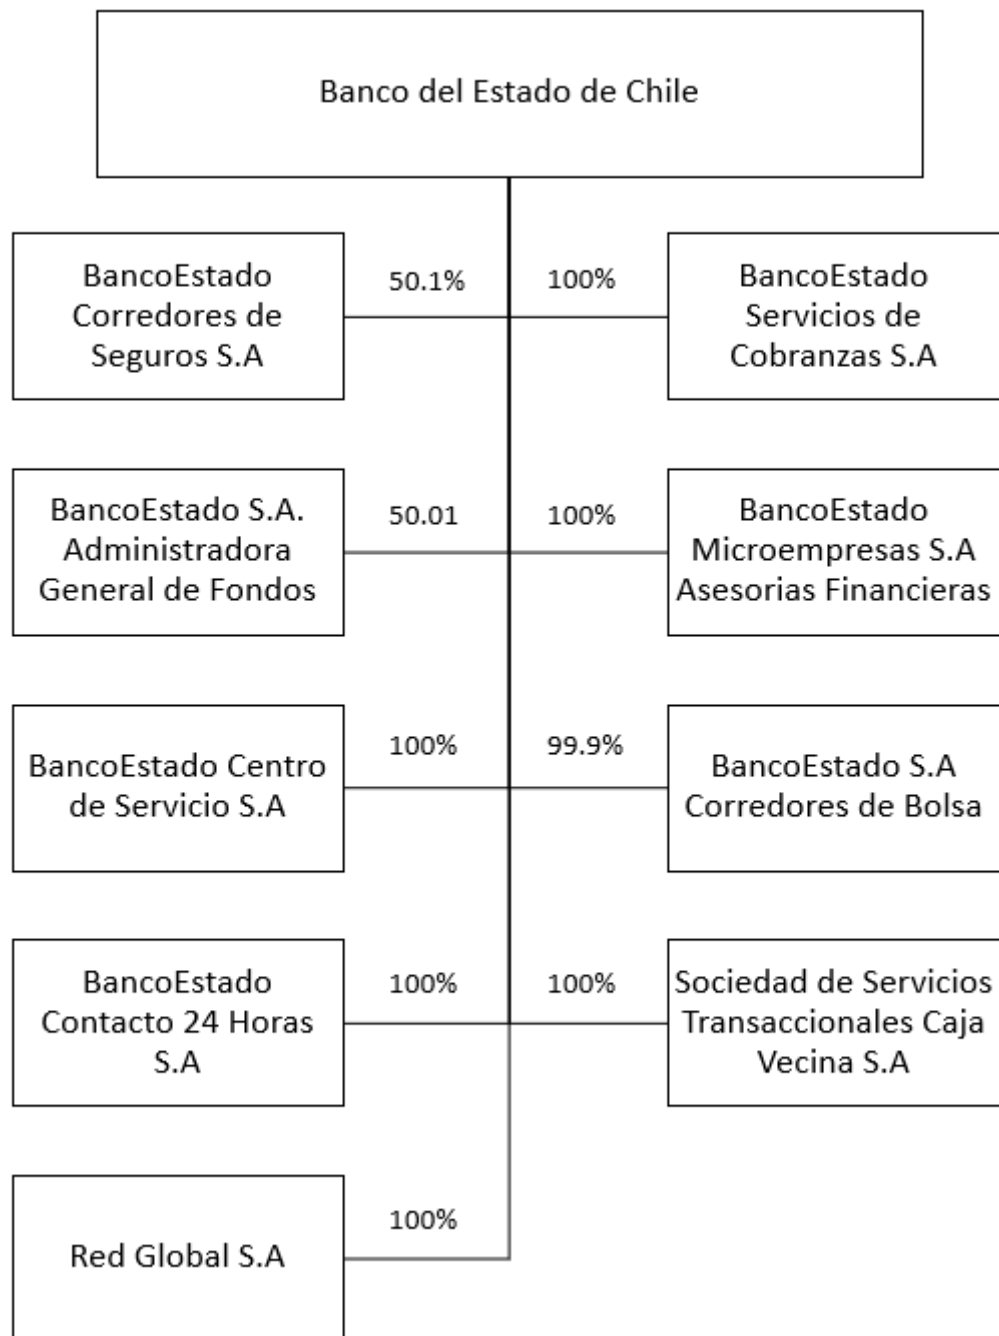 Banco del Estado de Chile
BancoEstado
Corredores de
Seguros S.A
50.1%
100%
BancoEstado
Servicios de
Cobranzas S.A
BancoEstado S.A.
Administradora
General de Fondos
50.01
100%
BancoEstado
Microempresas S.A
Asesorias Financieras
BancoEstado Centro
de Servicio S.A
100%
99.9%
BancoEstado S.A
Corredores de Bolsa
BancoEstado
Contacto 24 Horas
S.A
100%
100%
Sociedad de Servicios
Transaccionales Caja
Vecina S.A
Red Global S.A
100%